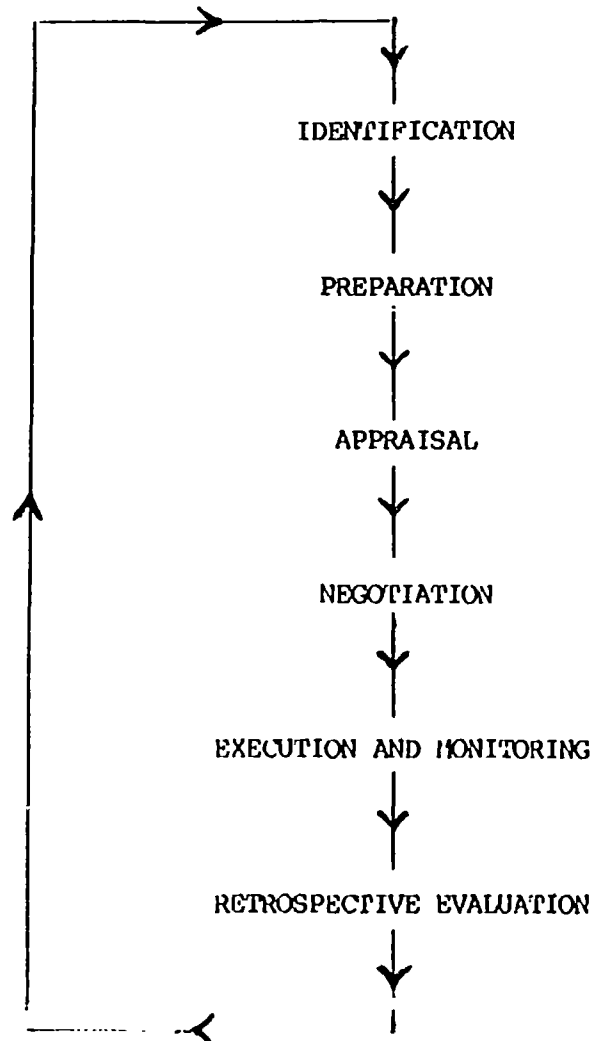 IDENTIFICATION
PREPARATION
APPRAISAL
NEGOTIATION
EXECUTION AND MONITORING
RETROSPECTIVE EVALUATION